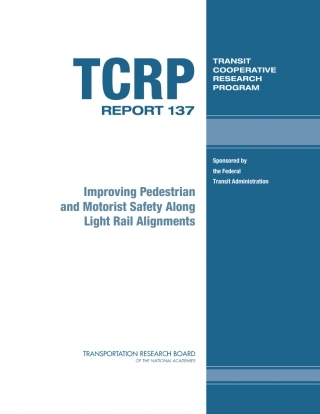 TCRP
REPORT 137
TRANSIT
COOPERATIVE
RESEARCH
PROGRAM
Sponsored by
the Federal
Transit Administration
Improving Pedestrian
and Motorist Safety Along
Light Rail Alignments
TRANSPORTATION RESEARCH BOARD
OF THE NATIONAL ACADEMIES